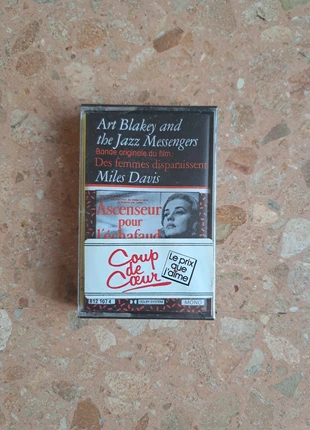 Art Blakey and
the Jazz Messengers
Bande originale du film
Des femmes disparaissent
Miles Davis
Ascenseur
pour
l'échafaud
Coup
de
Cœur
Le prix
que
j'aime
MONO